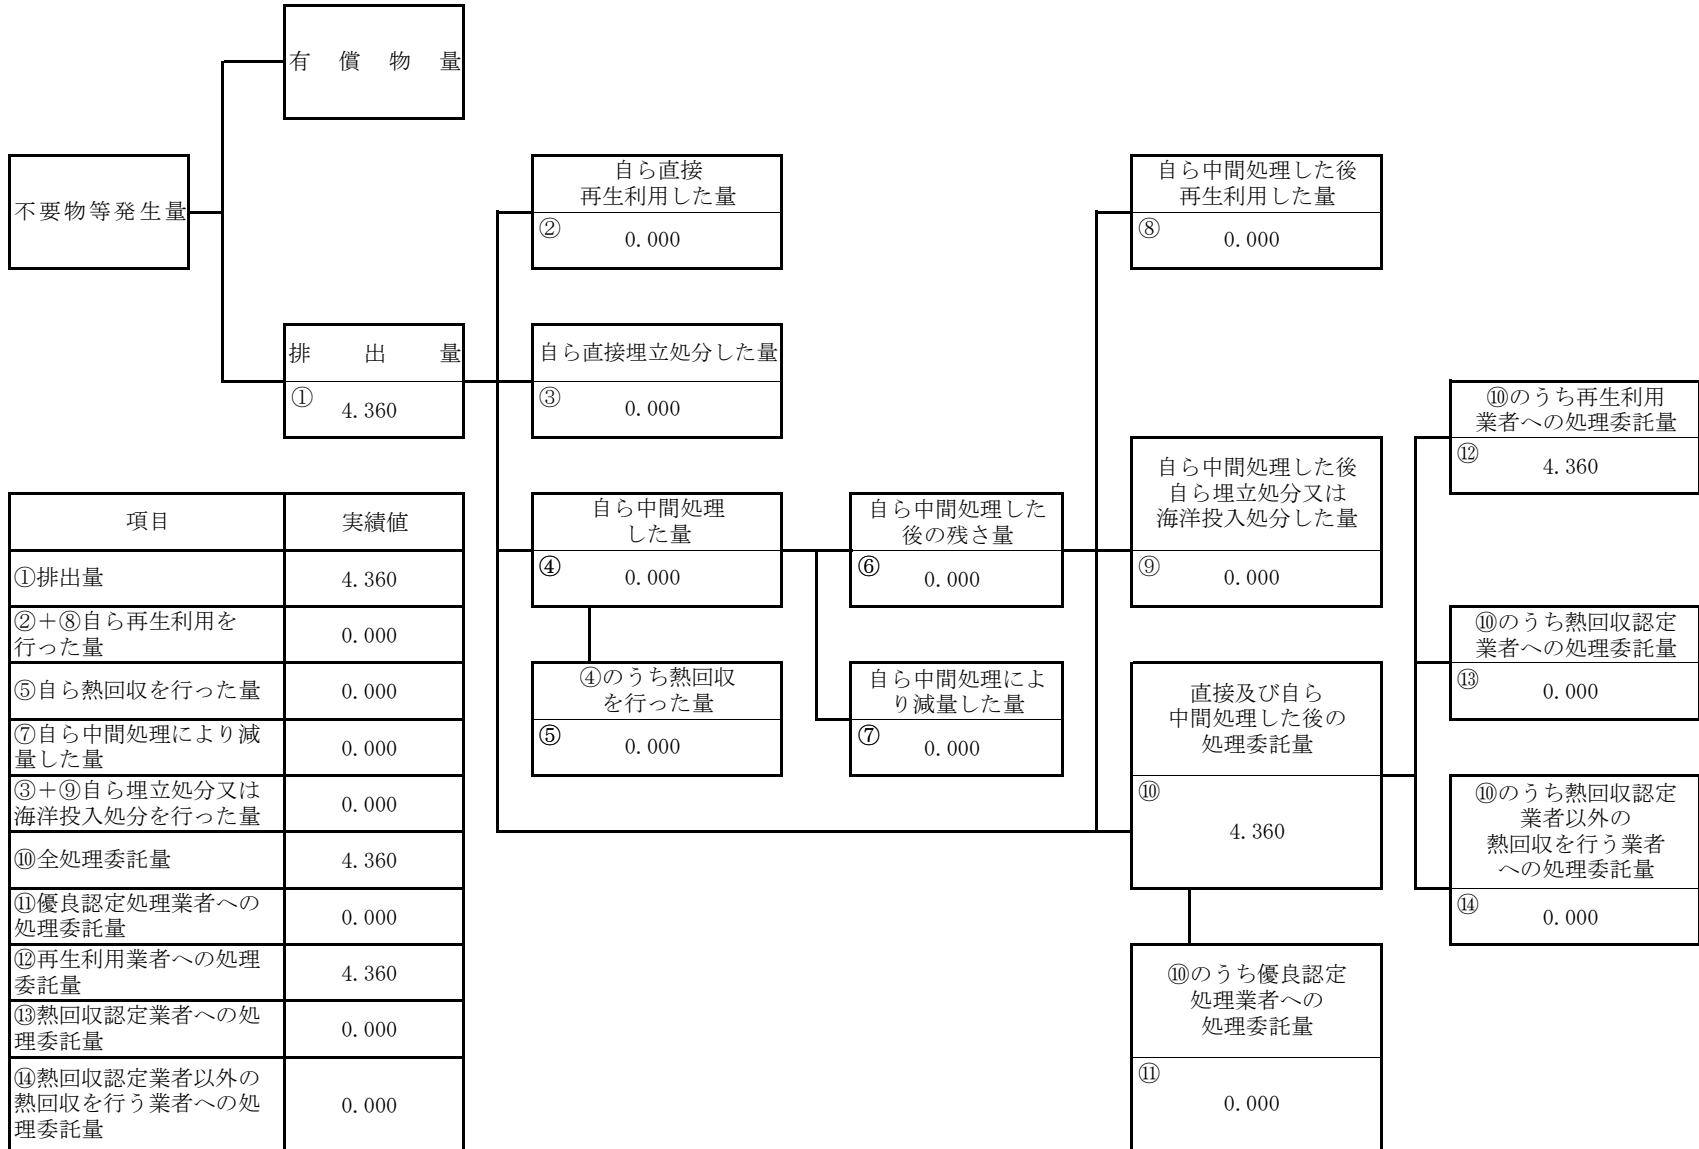 有償物量
不要物等発生量
排出量
① 4.360
自ら直接
再生利用した量
② 0.000
自ら直接埋立処分した量
③ 0.000
自ら中間処理
した量
④ 0.000
④のうち熱回収
を行った量
⑤ 0.000
自ら中間処理した
後の残さ量
⑥ 0.000
自ら中間処理によ
り減量した量
⑦ 0.000
自ら中間処理した後
再生利用した量
⑧ 0.000
自ら中間処理した後
自ら埋立処分又は
海洋投入処分した量
⑨ 0.000
直接及び自ら
中間処理した後の
処理委託量
⑩ 4.360
⑩のうち優良認定
処理業者への
処理委託量
⑪ 0.000
⑩のうち再生利用
業者への処理委託量
⑫ 4.360
⑩のうち熱回収認定
業者への処理委託量
⑬ 0.000
⑩のうち熱回収認定
業者以外の
熱回収を行う業者
への処理委託量
⑭ 0.000
項目 実績値
①排出量 4.360
②＋⑧自ら再生利用を
行った量 0.000
⑤自ら熱回収を行った量 0.000
⑦自ら中間処理により減
量した量 0.000
③＋⑨自ら埋立処分又は
海洋投入処分を行った量 0.000
⑩全処理委託量 4.360
⑪優良認定処理業者への
処理委託量 0.000
⑫再生利用業者への処理
委託量 4.360
⑬熱回収認定業者への処
理委託量 0.000
⑭熱回収認定業者以外の
熱回収を行う業者への処
理委託量 0.000